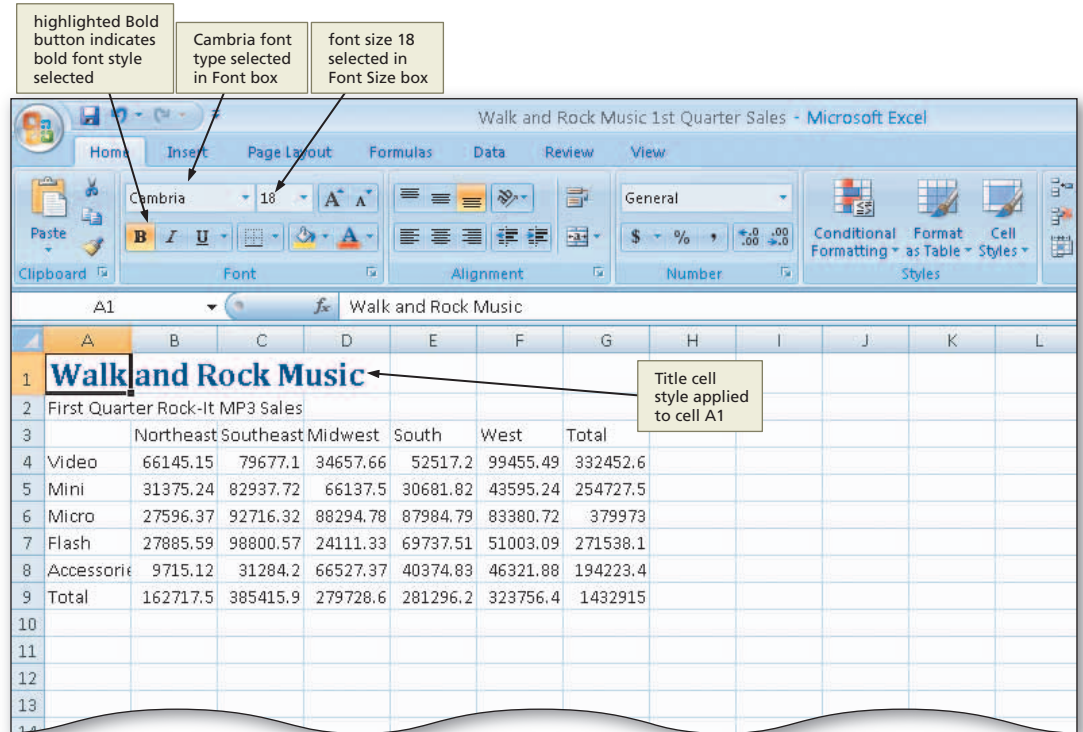 highlighted Bold
button indicates
bold font style
selected
Cambria font
type selected
in Font box
font size 18
selected in
Font Size box
Walk and Rock Music 1st Quarter Sales - Microsoft Excel
Home Insert Page Layout Formulas Data Review View
Cambria 18 A A General
Paste B I U A $ % , .0 .00 .00 .0 Conditional Formatting Format as Table Cell Styles
Clipboard Font Alignment Number Styles
A1 fx Walk and Rock Music
A B C D E F G H I J K L
1 Walk and Rock Music
Title cell
style applied
to cell A1
2 First Quarter Rock-It MP3 Sales
3 Northeast Southeast Midwest South West Total
4 Video 66145.15 79677.1 34657.66 52517.2 99455.49 332452.6
5 Mini 31375.24 82937.72 66137.5 30681.82 43595.24 254727.5
6 Micro 27596.37 92716.32 88294.78 87984.79 83380.72 379973
7 Flash 27885.59 98800.57 24111.33 69737.51 51003.09 271538.1
8 Accessorie 9715.12 31284.2 66527.37 40374.83 46321.88 194223.4
9 Total 162717.5 385415.9 279728.6 281296.2 323756.4 1432915
10
11
12
13